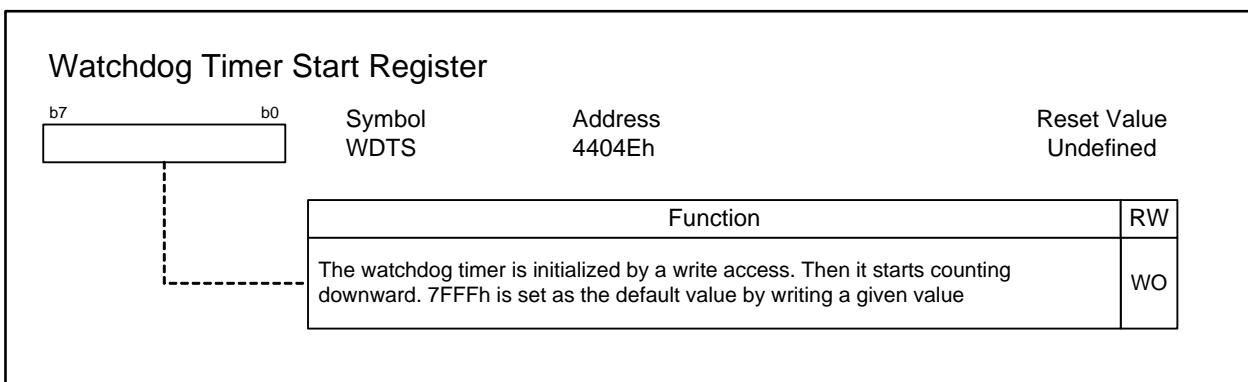 Watchdog Timer Start Register
b7 b0 Symbol Address Reset Value
WDTS 4404Eh Undefined
Function RW
The watchdog timer is initialized by a write access. Then it starts counting
downward. 7FFFh is set as the default value by writing a given value
WO